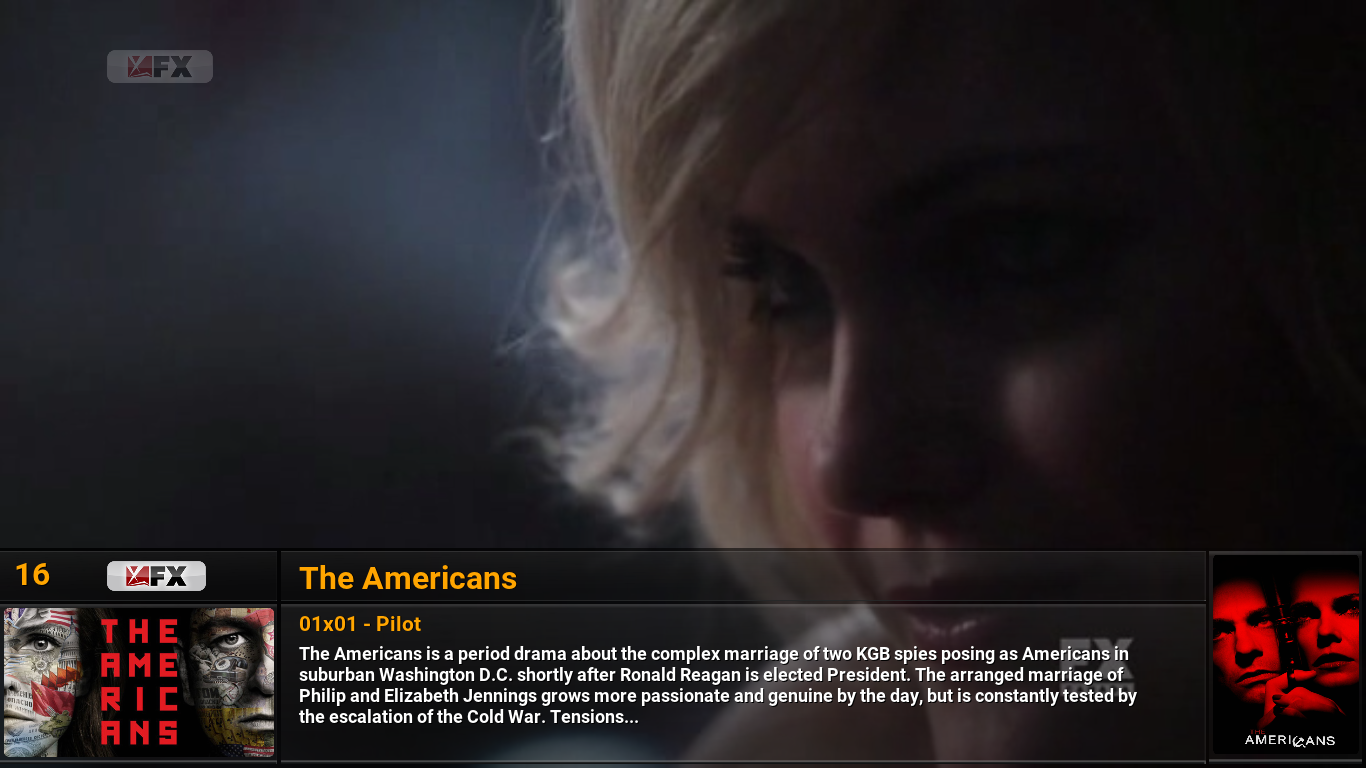 FX
16
FX
The Americans
01x01 - Pilot
The Americans is a period drama about the complex marriage of two KGB spies posing as Americans in
suburban Washington D.C. shortly after Ronald Reagan is elected President. The arranged marriage of
Philip and Elizabeth Jennings grows more passionate and genuine by the day, but is constantly tested by
the escalation of the Cold War. Tensions...
FX
THE
AME
RIC
ANS
THE
AMERICANS